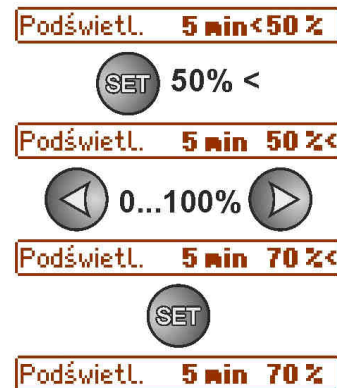 Podświetl. 5 min<50 %
SET 50% <
Podświetl. 5 min 50 %<
0...100%
Podświetl. 5 min 70 %<
SET
Podświetl. 5 min 70 %